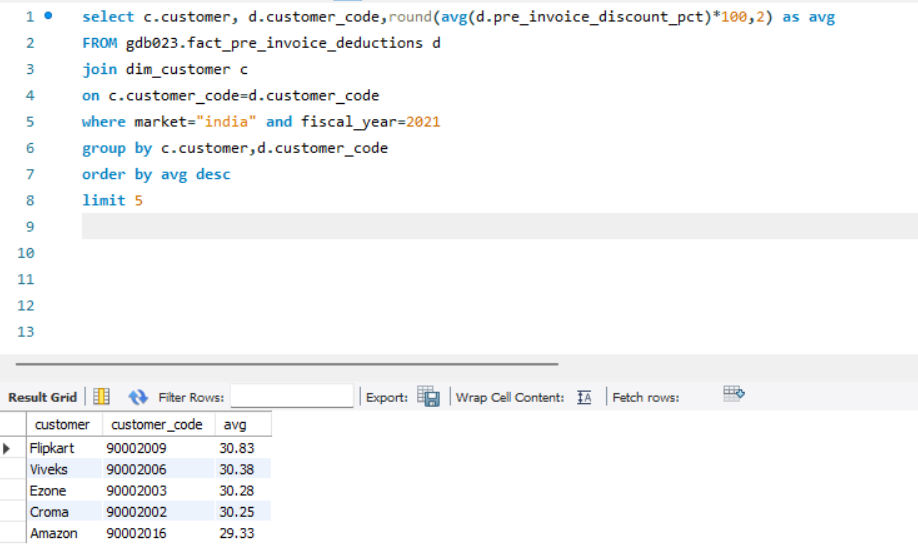 1 select c.customer, d.customer_code,round(avg(d.pre_invoice_discount_pct)*100,2) as avg
2 FROM gdb023.fact_pre_invoice_deductions d
3 join dim_customer c
4 on c.customer_code=d.customer_code
5 where market="india" and fiscal_year=2021
6 group by c.customer,d.customer_code
7 order by avg desc
8 limit 5
9
10
11
12
13
Result Grid Filter Rows: Export: Wrap Cell Content: IA Fetch rows:
customer customer_code avg
Flipkart 90002009 30.83
Viveks 90002006 30.38
Ezone 90002003 30.28
Croma 90002002 30.25
Amazon 90002016 29.33